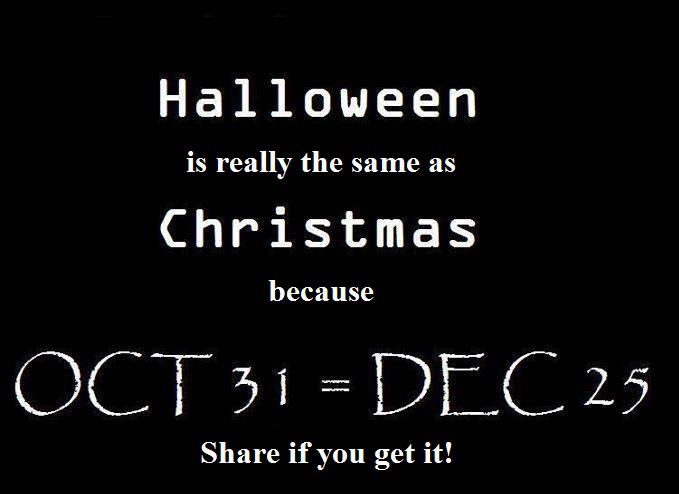 Halloween
is really the same as
Christmas
because
OCT 31 = DEC 25
Share if you get it!